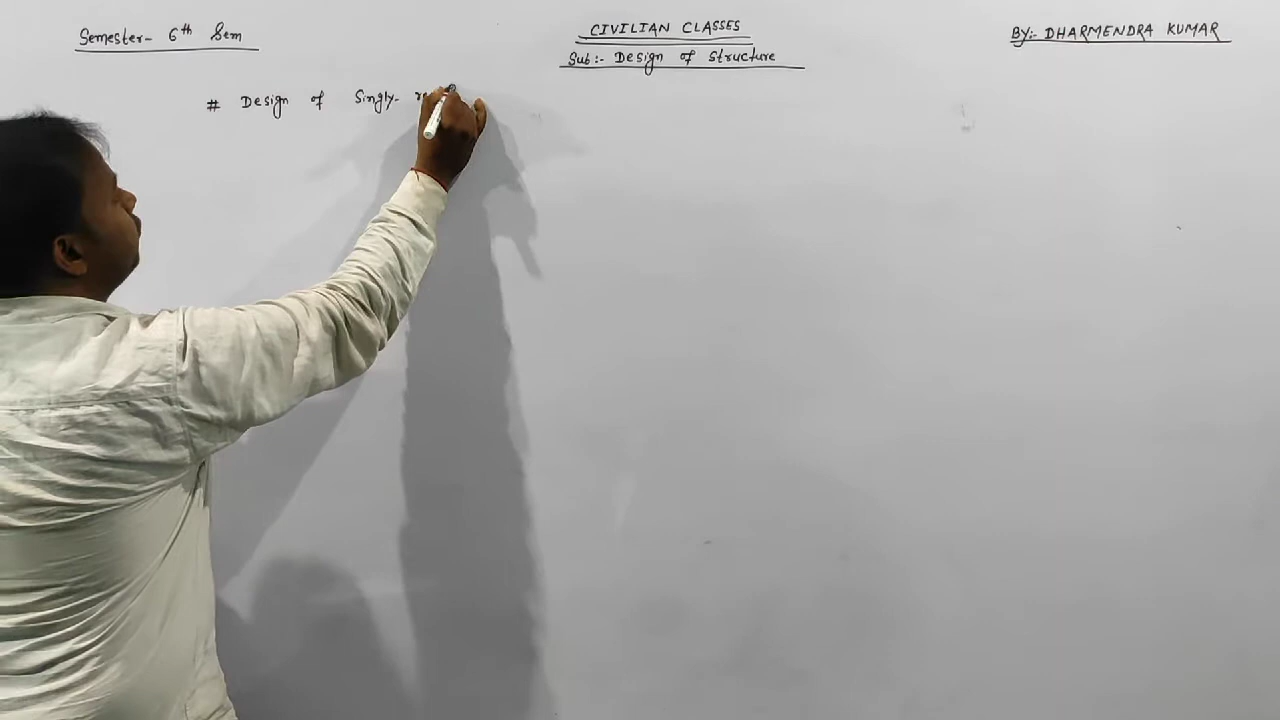 Semester- 6th Sem
CIVILIAN CLASSES
BY:- DHARMENDRA KUMAR
Sub:- Design of Structure
# Design of Singly-